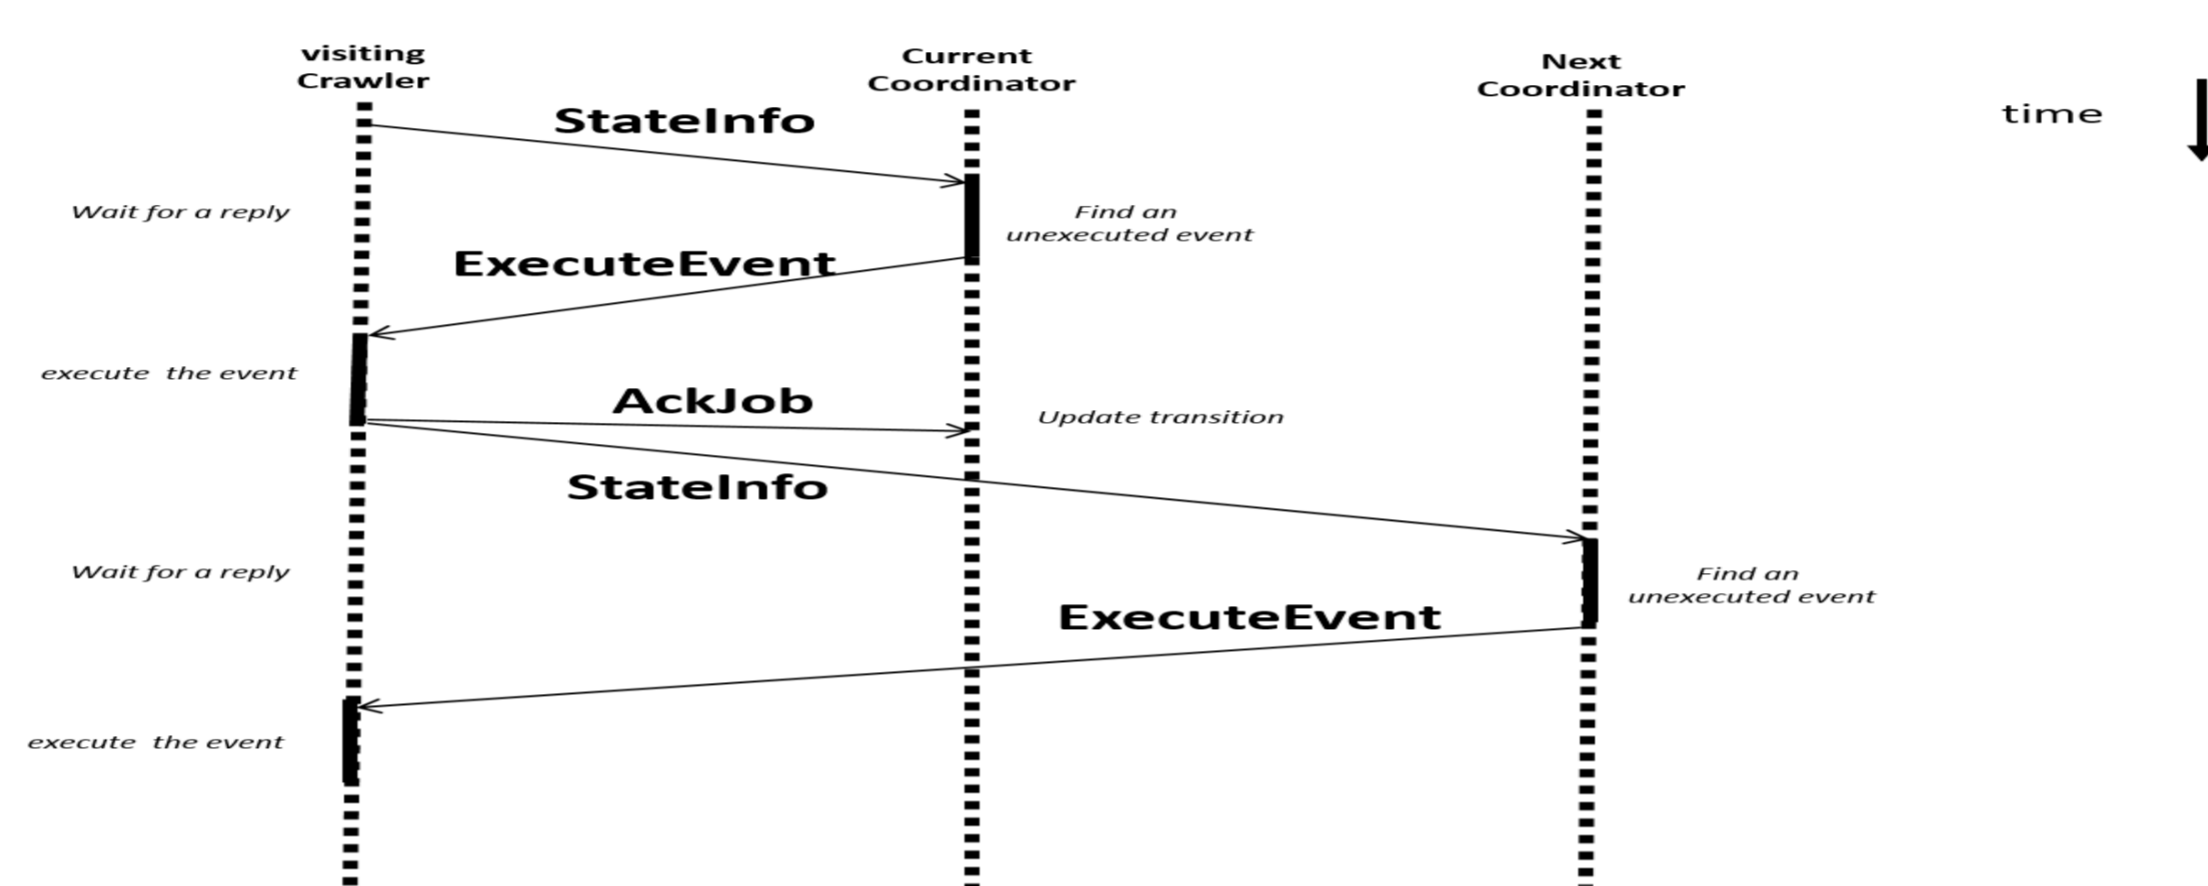 visiting
Crawler
Current
Coordinator
Next
Coordinator
time
StateInfo
Wait for a reply
Find an
unexecuted event
ExecuteEvent
execute  the event
AckJob
Update transition
StateInfo
Wait for a reply
Find an
unexecuted event
ExecuteEvent
execute  the event